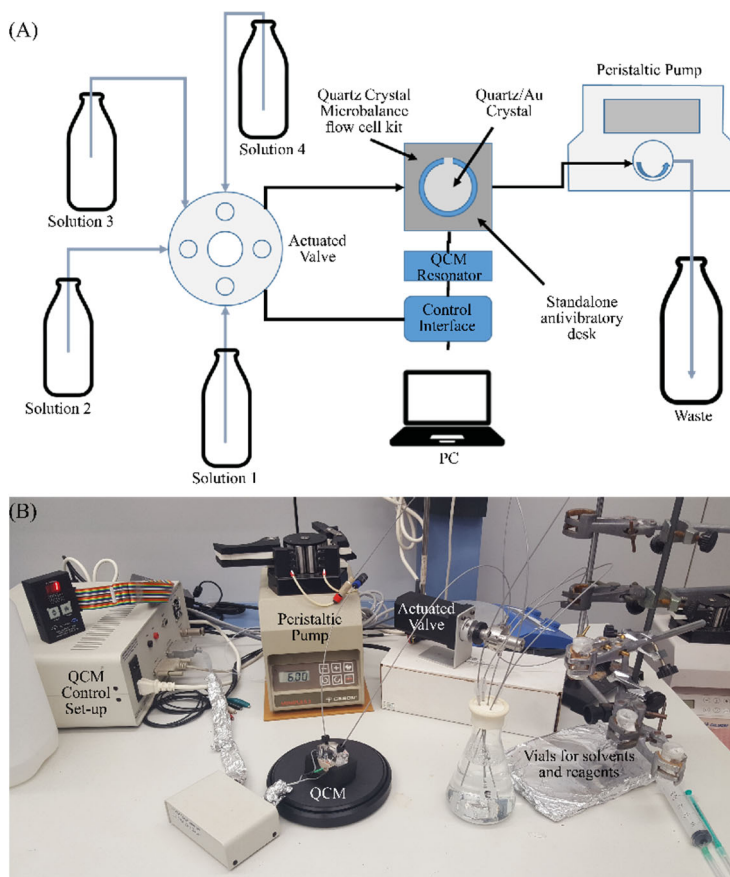 (A)
Solution 4
Solution 3
Solution 2
Solution 1
Actuated
Valve
Quartz Crystal
Microbalance
flow cell kit
Quartz/Au
Crystal
Peristaltic Pump
QCM
Resonator
Control
Interface
Standalone
antivibratory
desk
PC
Waste
(B)
Peristaltic
Pump
Actuated
Valve
QCM
Control
Set-up
QCM
Vials for solvents
and reagents